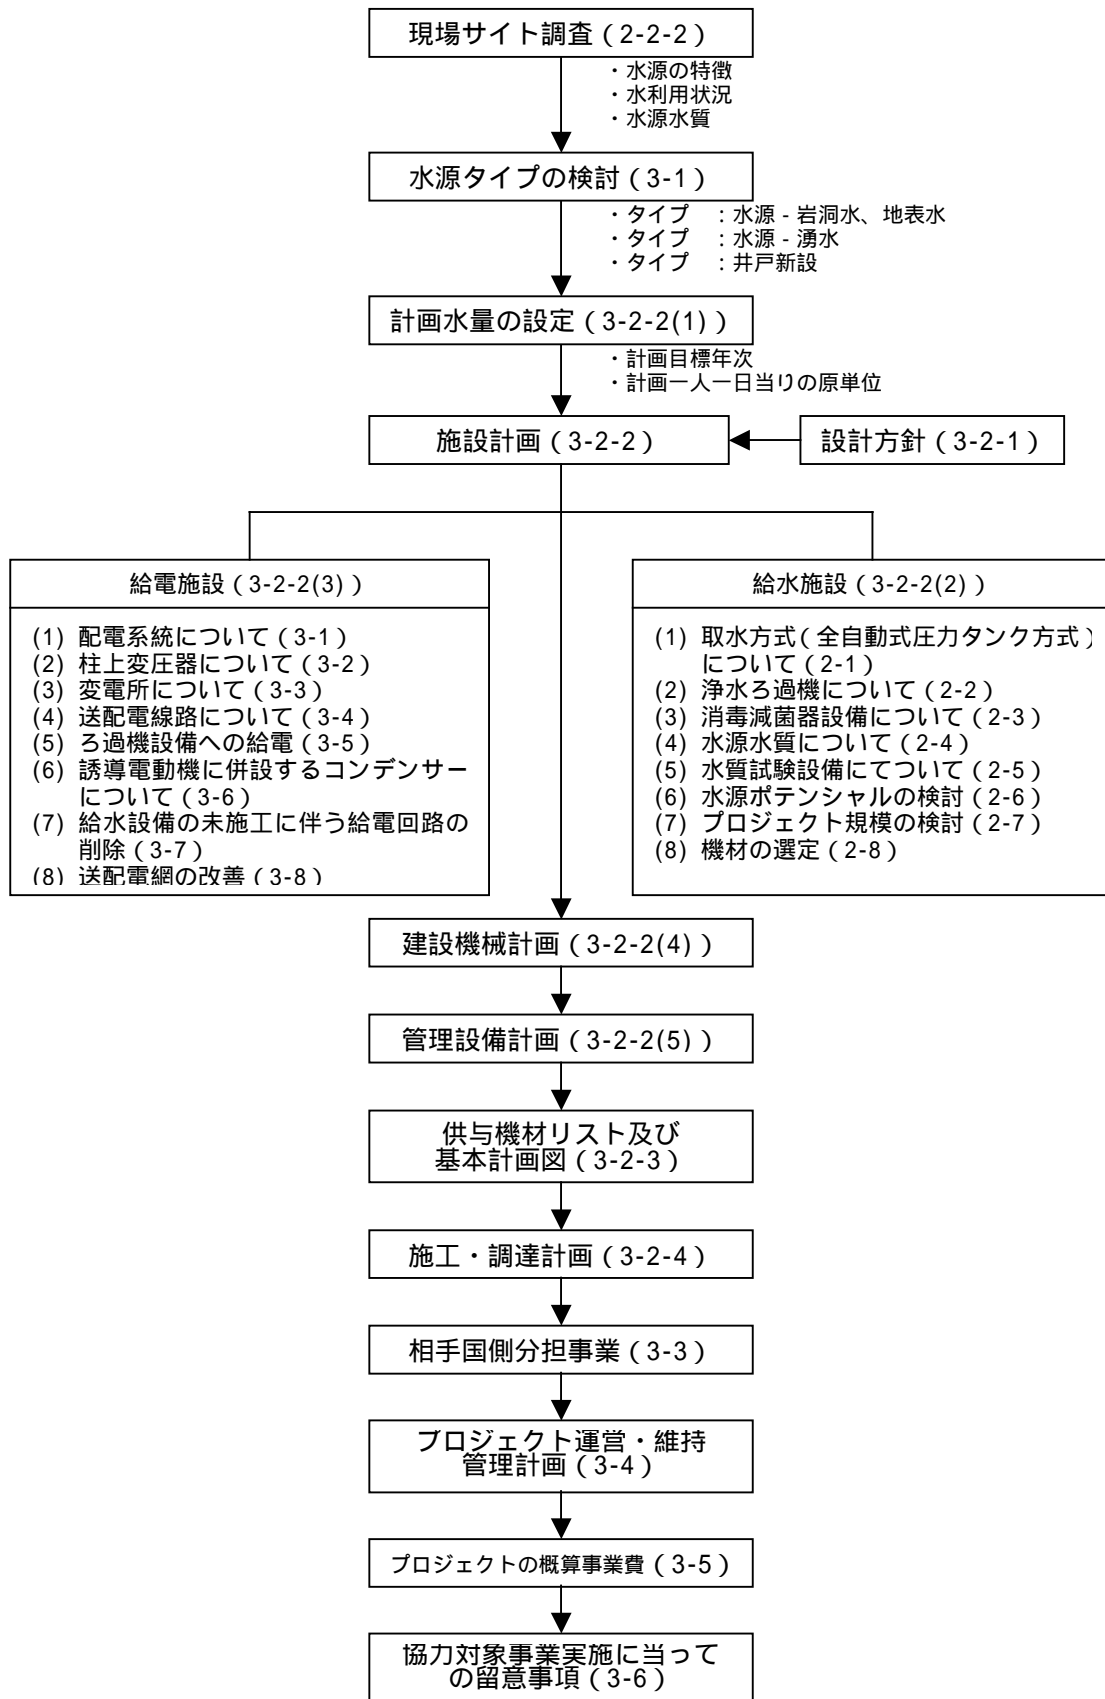 現場サイト調査（2-2-2）
・水源の特徴
・水利用状況
・水源水質
水源タイプの検討（3-1）
・タイプ　：水源 - 岩洞水、地表水
・タイプ　：水源 - 湧水
・タイプ　：井戸新設
計画水量の設定（3-2-2(1)）
・計画目標年次
・計画一人一日当りの原単位
施設計画（3-2-2）
設計方針（3-2-1）
給電施設（3-2-2(3)）
(1) 配電系統について（3-1）
(2) 柱上変圧器について（3-2）
(3) 変電所について（3-3）
(4) 送配電線路について（3-4）
(5) ろ過機設備への給電（3-5）
(6) 誘導電動機に併設するコンデンサー
について（3-6）
(7) 給水設備の未施工に伴う給電回路の
削除（3-7）
(8) 送配電網の改善（3-8）
給水施設（3-2-2(2)）
(1) 取水方式（全自動式圧力タンク方式）
について（2-1）
(2) 浄水ろ過機について（2-2）
(3) 消毒滅菌器設備について（2-3）
(4) 水源水質について（2-4）
(5) 水質試験設備にてついて（2-5）
(6) 水源ポテンシャルの検討（2-6）
(7) プロジェクト規模の検討（2-7）
(8) 機材の選定（2-8）
建設機械計画（3-2-2(4)）
管理設備計画（3-2-2(5)）
供与機材リスト及び
基本計画図（3-2-3）
施工・調達計画（3-2-4）
相手国側分担事業（3-3）
プロジェクト運営・維持
管理計画（3-4）
プロジェクトの概算事業費（3-5）
協力対象事業実施に当って
の留意事項（3-6）